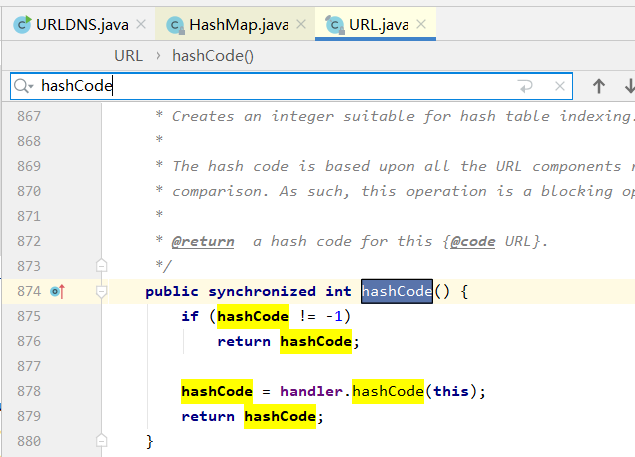 URLDNS.java × HashMap.java × URL.java ×
URL › hashCode()
hashCode
867 * Creates an integer suitable for hash table indexing.
868 *
869 * The hash code is based upon all the URL components
870 * comparison. As such, this operation is a blocking
871 *
872 * @return  a hash code for this {@code URL}.
873 */
874 public synchronized int hashCode() {
875 if (hashCode != -1)
876 return hashCode;
877
878 hashCode = handler.hashCode(this);
879 return hashCode;
880 }